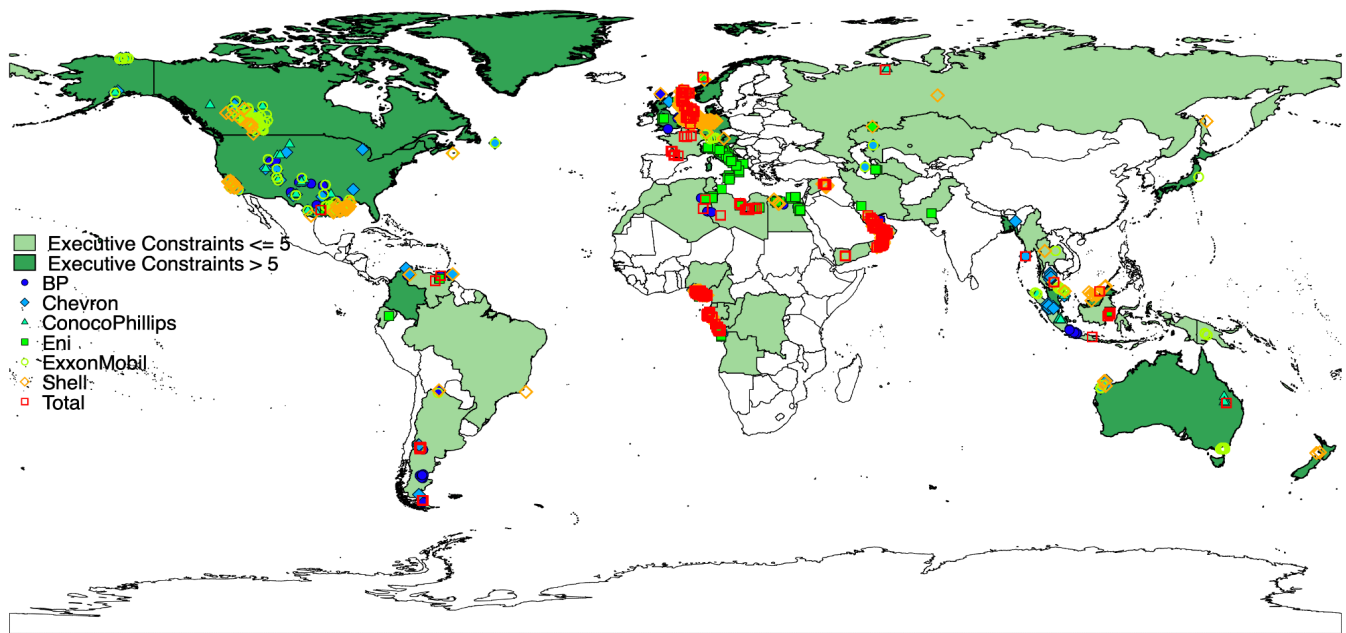 Executive Constraints <= 5
Executive Constraints > 5
BP
Chevron
ConocoPhillips
Eni
ExxonMobil
Shell
Total